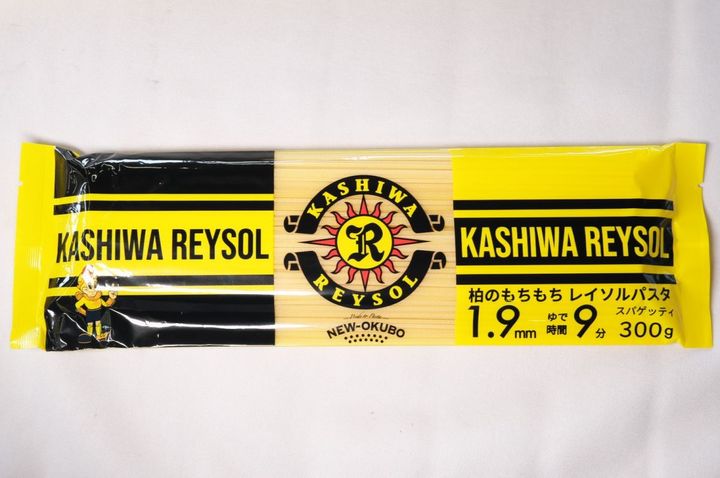 KASHIWA REYSOL
KASHIWA
R
REYSOL
NEW-OKUBO
KASHIWA REYSOL
柏のもちもち レイソルパスタ
1.9mm ゆで時間 9分 スパゲッティ 300g